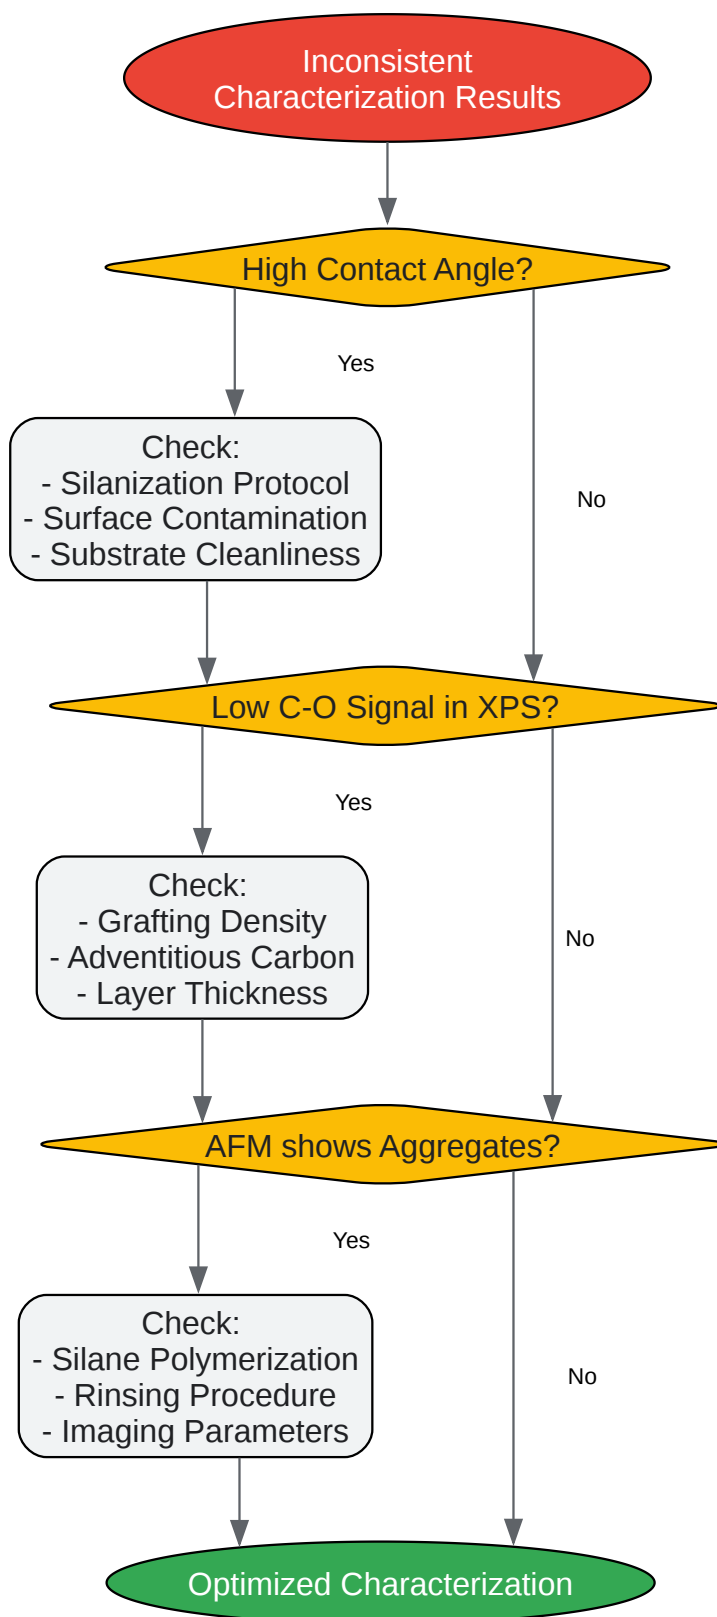 Inconsistent
Characterization Results
High Contact Angle?
Yes
Check:
- Silanization Protocol
- Surface Contamination
- Substrate Cleanliness
No
Low C-O Signal in XPS?
Yes
Check:
- Grafting Density
- Adventitious Carbon
- Layer Thickness
No
AFM shows Aggregates?
Yes
Check:
- Silane Polymerization
- Rinsing Procedure
- Imaging Parameters
No
Optimized Characterization